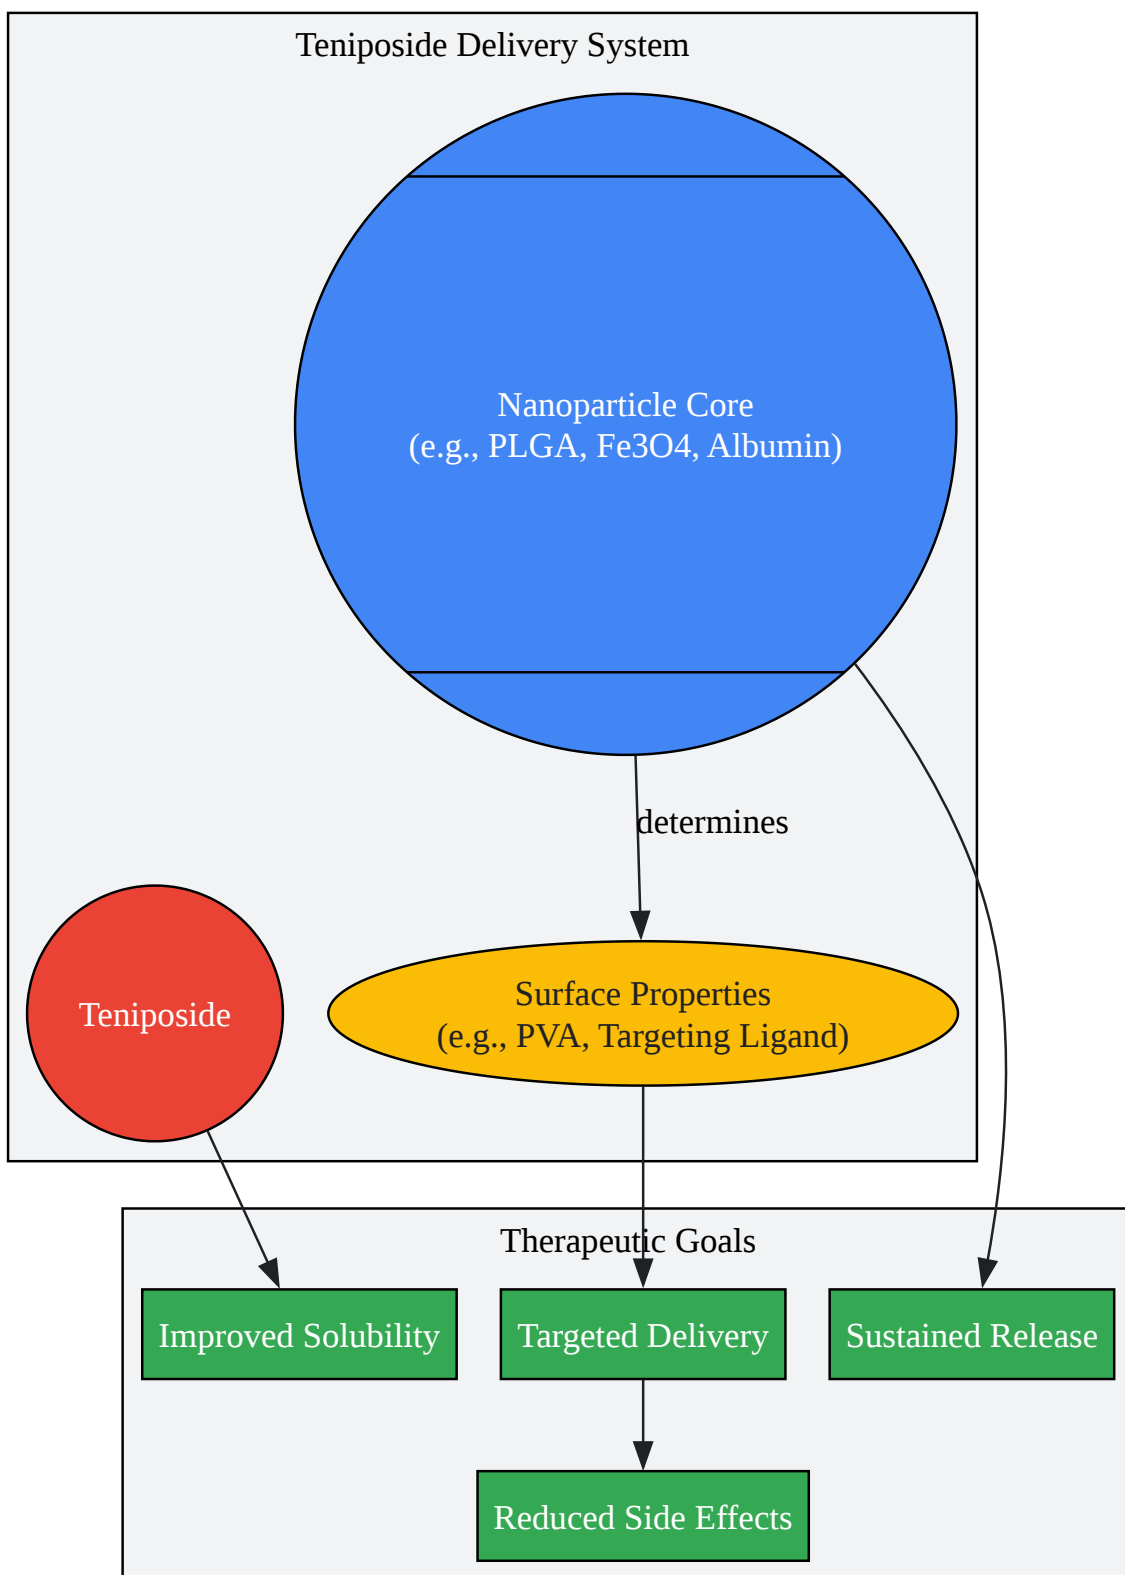 Teniposide Delivery System
Nanoparticle Core
(e.g., PLGA, Fe3O4, Albumin)
determines
Teniposide
Surface Properties
(e.g., PVA, Targeting Ligand)
Therapeutic Goals
Improved Solubility
Targeted Delivery
Sustained Release
Reduced Side Effects